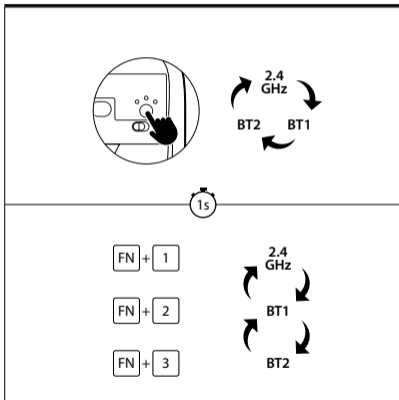 2.4
GHz
BT2 BT1
1s
FN + 1
2.4
GHz
FN + 2
BT1
FN + 3
BT2